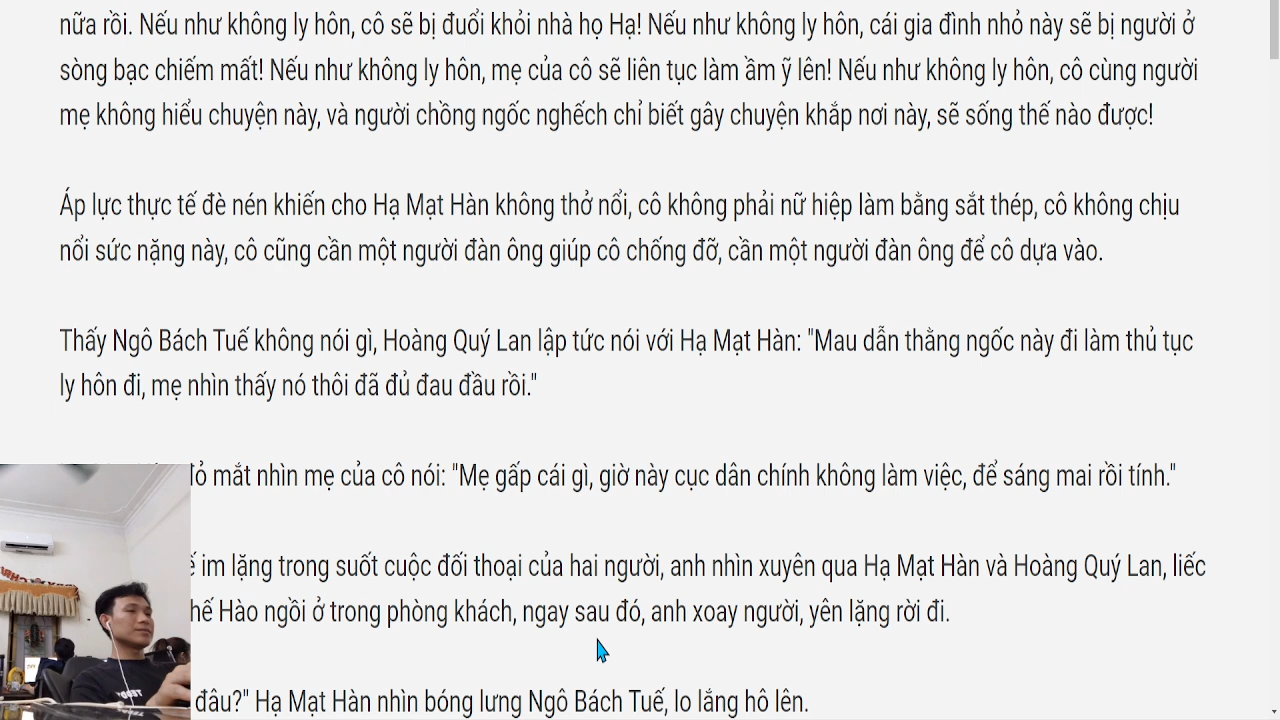 nữa rồi. Nếu như không ly hôn, cô sẽ bị đuổi khỏi nhà họ Hạ! Nếu như không ly hôn, cái gia đình nhỏ này sẽ bị người ở
sòng bạc chiếm mất! Nếu như không ly hôn, mẹ của cô sẽ liên tục làm ầm ỹ lên! Nếu như không ly hôn, cô cùng người
mẹ không hiểu chuyện này, và người chồng ngốc nghếch chỉ biết gây chuyện khắp nơi này, sẽ sống thế nào được!
Áp lực thực tế đè nén khiến cho Hạ Mạt Hàn không thở nổi, cô không phải nữ hiệp làm bằng sắt thép, cô không chịu
nổi sức nặng này, cô cũng cần một người đàn ông giúp cô chống đỡ, cần một người đàn ông để cô dựa vào.
Thấy Ngô Bách Tuế không nói gì, Hoàng Quý Lan lập tức nói với Hạ Mạt Hàn: "Mau dẫn thằng ngốc này đi làm thủ tục
ly hôn đi, mẹ nhìn thấy nó thôi đã đủ đau đầu rồi."
mắt nhìn mẹ của cô nói: "Mẹ gấp cái gì, giờ này cục dân chính không làm việc, để sáng mai rồi tính."
im lặng trong suốt cuộc đối thoại của hai người, anh nhìn xuyên qua Hạ Mạt Hàn và Hoàng Quý Lan, liếc
Hào ngồi ở trong phòng khách, ngay sau đó, anh xoay người, yên lặng rời đi.
đâu?" Hạ Mạt Hàn nhìn bóng lưng Ngô Bách Tuế, lo lắng hô lên.